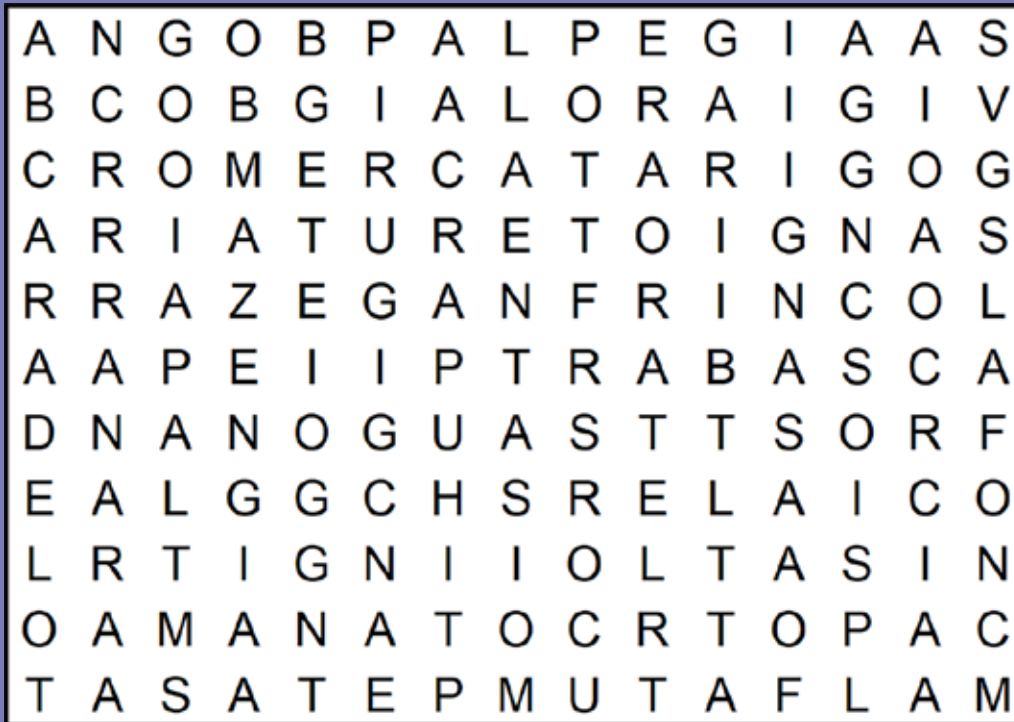 A N G O B P A L P E G I A A S
B C O B G I A L O R A I G I V
C R O M E R C A T A R I G O G
A R I A T U R E T O I G N A S
R R A Z E G A N F R I N C O L
A A P E I I P T R A B A S C A
D N A N O G U A S T T S O R F
E A L G G C H S R E L A I C O
L R T I G N I I O L T A S I N
O A M A N A T O C R T O P A C
T A S A T E P M U T A F L A M